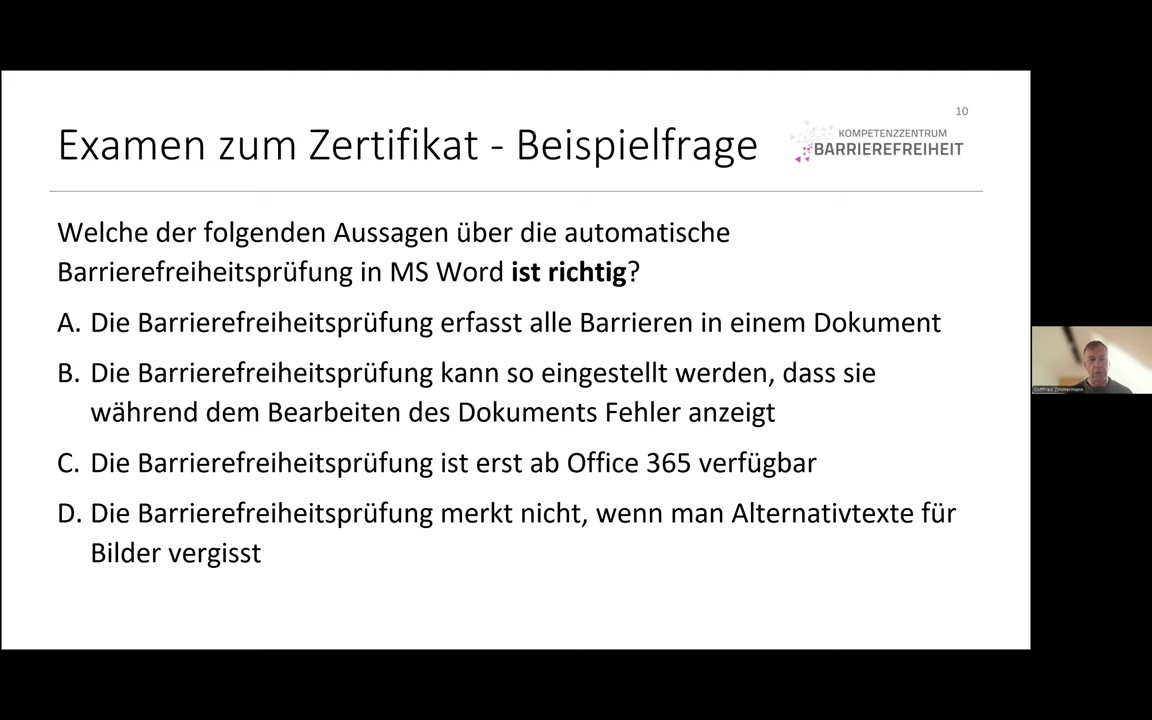 10
Examen zum Zertifikat - Beispielfrage
KOMPETENZZENTRUM
BARRIEREFREIHEIT
Welche der folgenden Aussagen über die automatische
Barrierefreiheitsprüfung in MS Word ist richtig?
A. Die Barrierefreiheitsprüfung erfasst alle Barrieren in einem Dokument
B. Die Barrierefreiheitsprüfung kann so eingestellt werden, dass sie
während dem Bearbeiten des Dokuments Fehler anzeigt
C. Die Barrierefreiheitsprüfung ist erst ab Office 365 verfügbar
D. Die Barrierefreiheitsprüfung merkt nicht, wenn man Alternativtexte für
Bilder vergisst
Gottfried Zimmermann